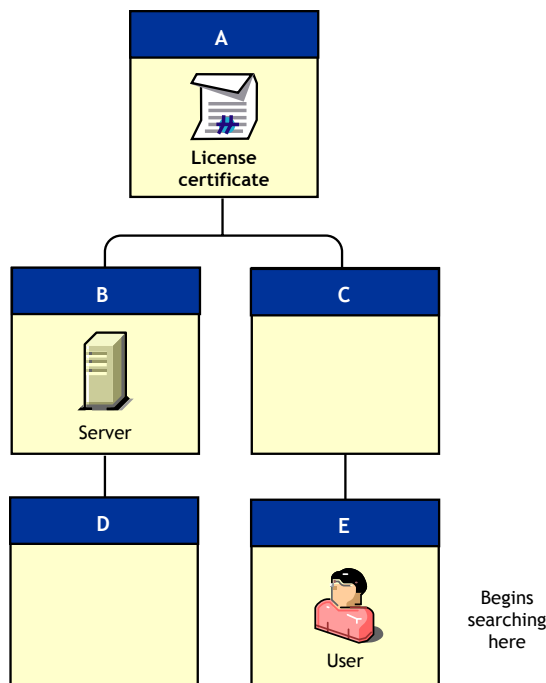 A
License
certificate
B
C
Server
D
E
User
Begins
searching
here